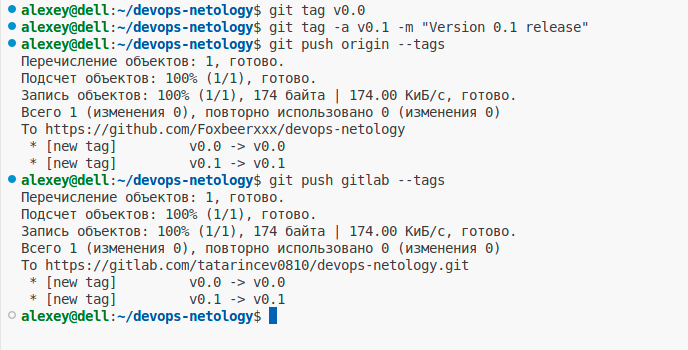 alexey@dell:~/devops-netology$ git tag v0.0
alexey@dell:~/devops-netology$ git tag -a v0.1 -m "Version 0.1 release"
alexey@dell:~/devops-netology$ git push origin --tags
Перечисление объектов: 1, готово.
Подсчет объектов: 100% (1/1), готово.
Запись объектов: 100% (1/1), 174 байта | 174.00 КиБ/с, готово.
Всего 1 (изменения 0), повторно использовано 0 (изменения 0)
To https://github.com/Foxbeerxxx/devops-netology
 * [new tag]         v0.0 -> v0.0
 * [new tag]         v0.1 -> v0.1
alexey@dell:~/devops-netology$ git push gitlab --tags
Перечисление объектов: 1, готово.
Подсчет объектов: 100% (1/1), готово.
Запись объектов: 100% (1/1), 174 байта | 174.00 КиБ/с, готово.
Всего 1 (изменения 0), повторно использовано 0 (изменения 0)
To https://gitlab.com/tatarincev0810/devops-netology.git
 * [new tag]         v0.0 -> v0.0
 * [new tag]         v0.1 -> v0.1
alexey@dell:~/devops-netology$